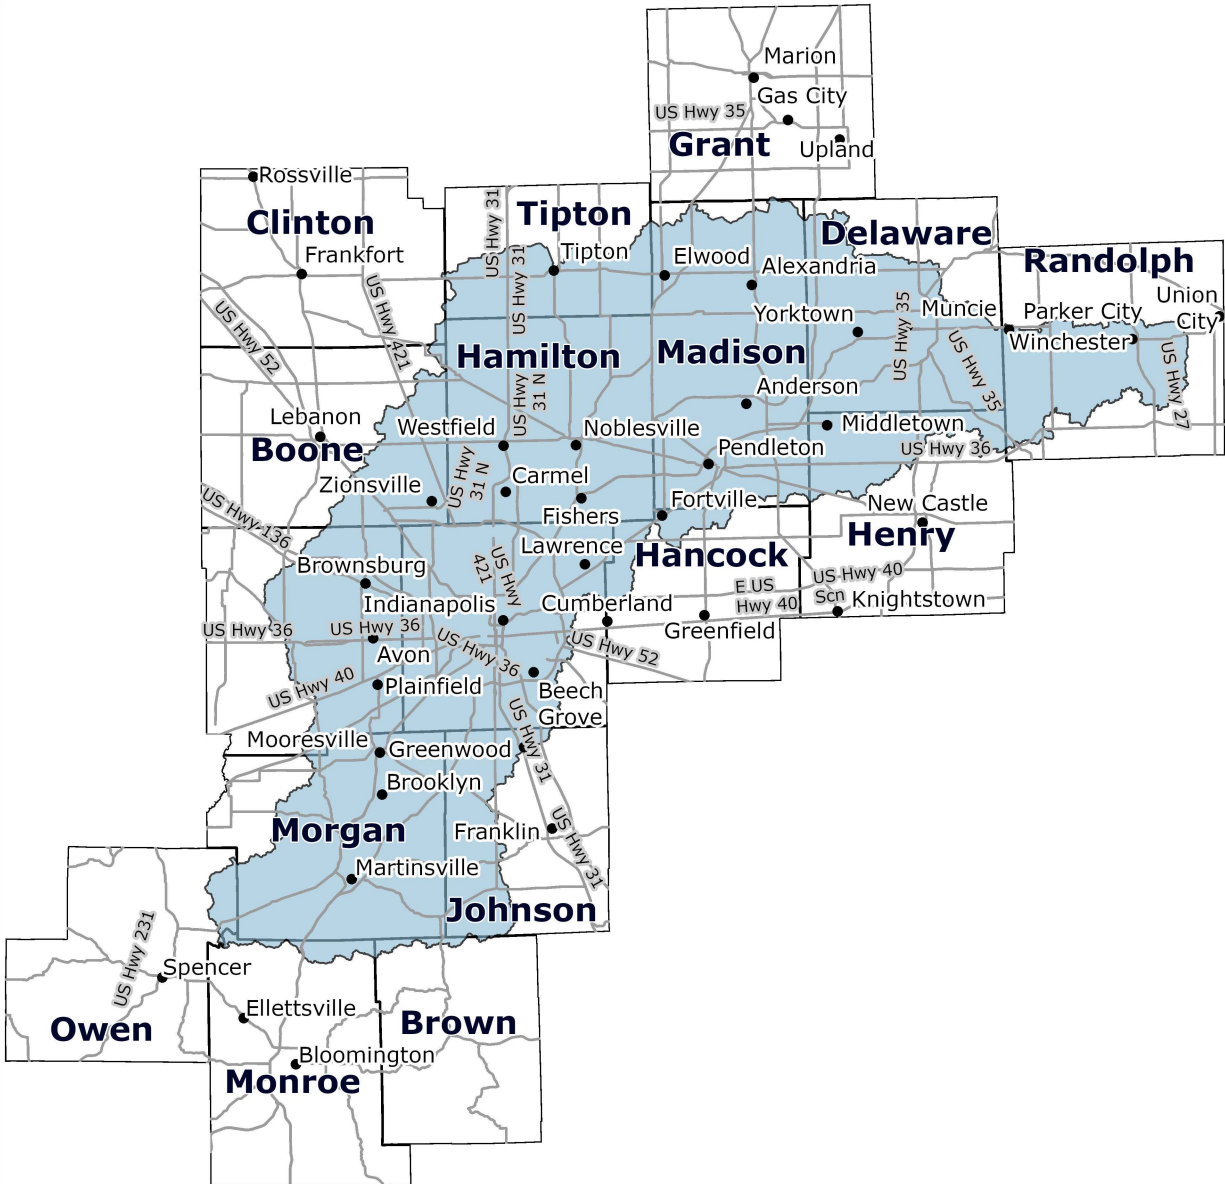 Marion
Gas City
US Hwy 35
Grant
Upland
Rossville
Clinton
US Hwy 31
Tipton
Delaware
Frankfort
US Hwy 31
Tipton
Elwood
Alexandria
Randolph
US Hwy 52
US Hwy 421
Yorktown
US Hwy 35
Muncie
Parker City
Union
City
Winchester
Hamilton
Madison
US Hwy 35
US Hwy 27
US Hwy
31 N
Anderson
Lebanon
Boone
Westfield
Noblesville
Middletown
Pendleton
US Hwy 36
Zionsville
US Hwy
31 N
Carmel
Fishers
Fortville
New Castle
US Hwy 136
Henry
Lawrence
Hancock
Brownsburg
US Hwy
421
US Hwy 40
E US
Hwy 40
Scn
Knightstown
Indianapolis
Cumberland
Greenfield
US Hwy 36
US Hwy 36
US Hwy 36
US Hwy 52
Avon
US Hwy 40
Plainfield
Beech
Grove
Mooresville
Greenwood
US Hwy 31
Brooklyn
Morgan
Franklin
US Hwy 31
Martinsville
Johnson
US Hwy 231
Spencer
Ellettsville
Owen
Brown
Bloomington
Monroe